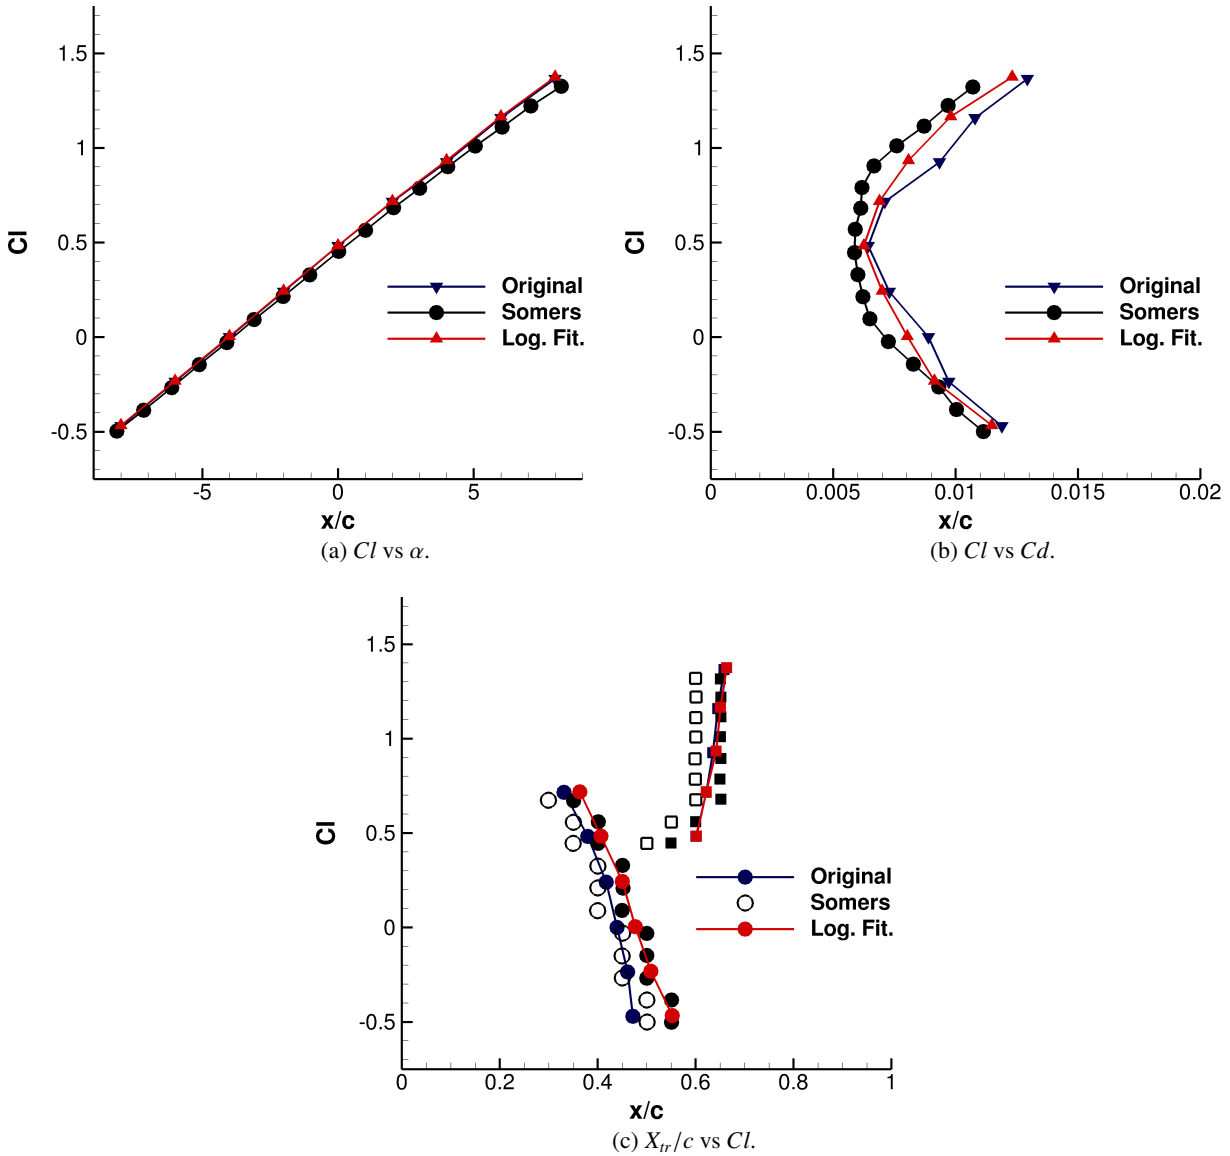 1.5
1
0.5
0
-0.5
Cl
-5 0 5
x/c
Original
Somers
Log. Fit.
(a) Cl vs α.
1.5
1
0.5
0
-0.5
Cl
0 0.005 0.01 0.015 0.02
x/c
Original
Somers
Log. Fit.
(b) Cl vs Cd.
1.5
1
0.5
0
-0.5
Cl
0 0.2 0.4 0.6 0.8 1
x/c
Original
Somers
Log. Fit.
(c) X_{tr}/c vs Cl.